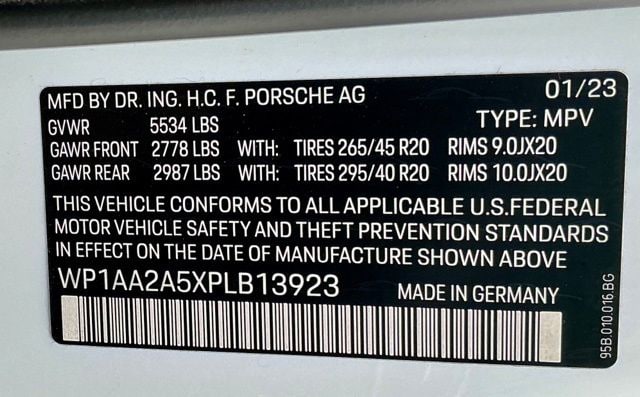 MFD BY DR. ING. H.C. F. PORSCHE AG 01/23
GVWR 5534 LBS TYPE: MPV
GAWR FRONT 2778 LBS WITH: TIRES 265/45 R20 RIMS 9.0JX20
GAWR REAR 2987 LBS WITH: TIRES 295/40 R20 RIMS 10.0JX20
THIS VEHICLE CONFORMS TO ALL APPLICABLE U.S.FEDERAL
MOTOR VEHICLE SAFETY AND THEFT PREVENTION STANDARDS
IN EFFECT ON THE DATE OF MANUFACTURE SHOWN ABOVE
WP1AA2A5XPLB13923 MADE IN GERMANY
95B.010.016.BG